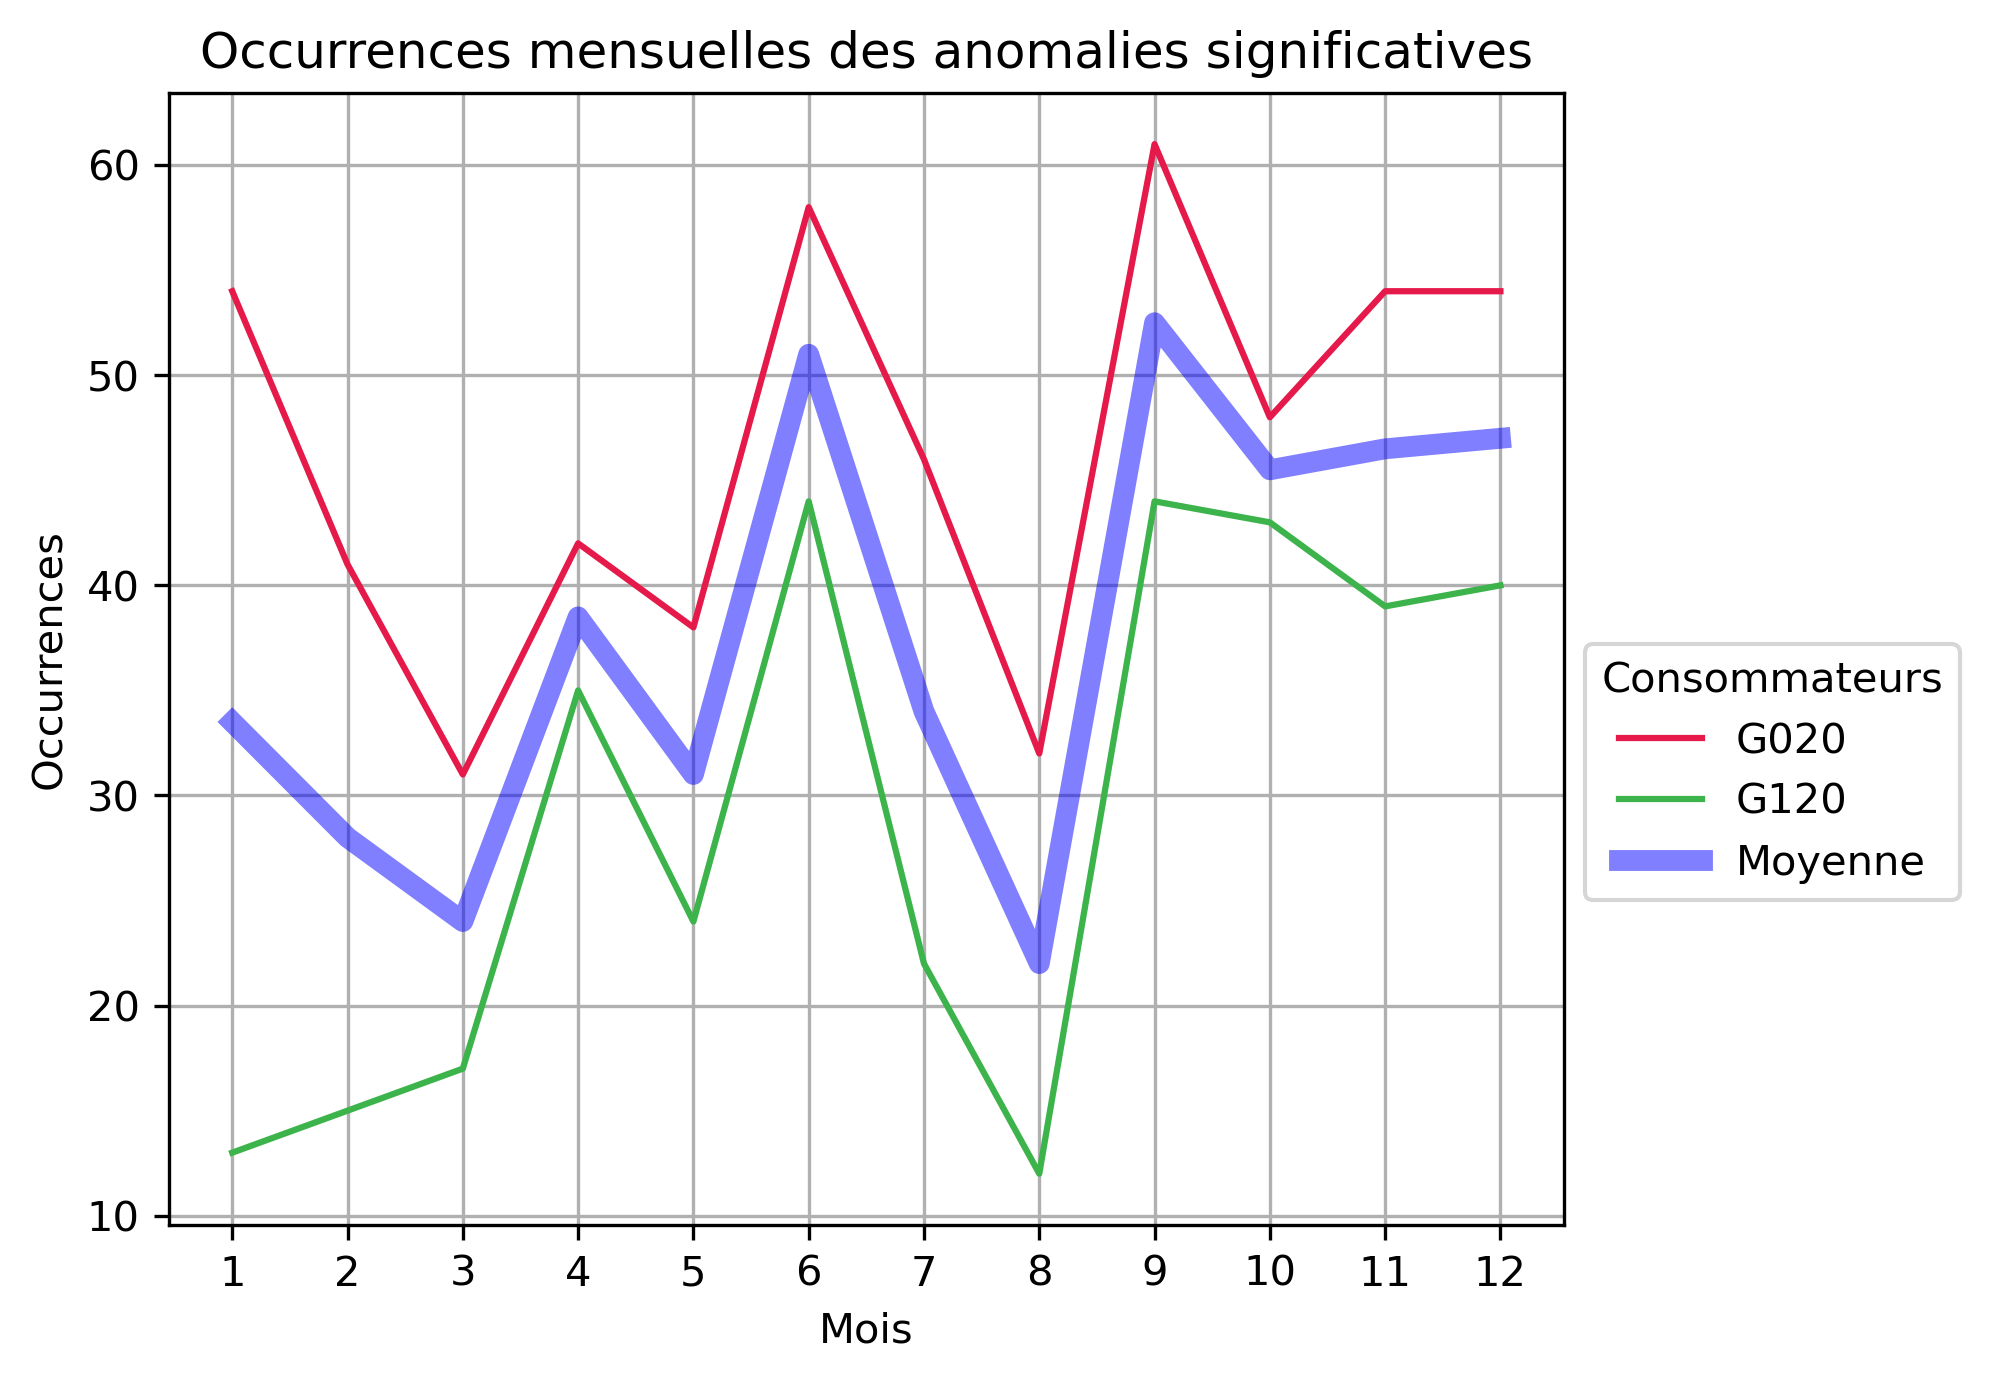 Occurrences mensuelles des anomalies significatives
60
50
40
30
20
10
Occurrences
1 2 3 4 5 6 7 8 9 10 11 12
Mois
Consommateurs
G020
G120
Moyenne